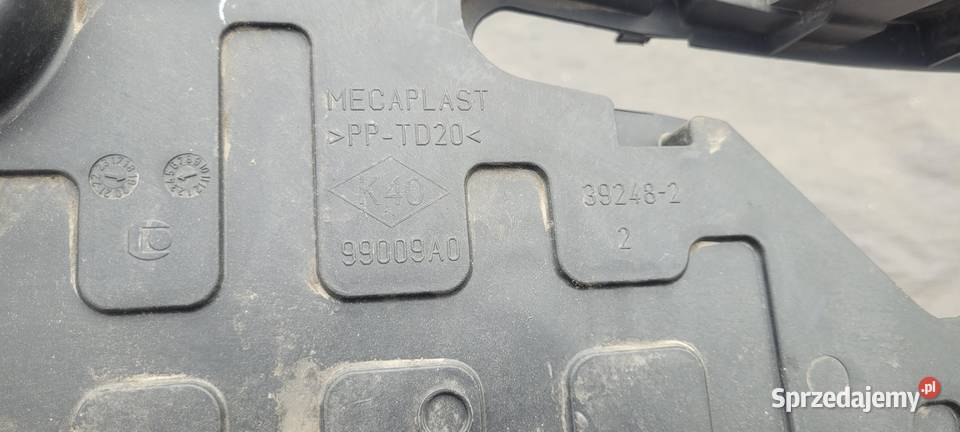 MECAPLAST
>PP-TD20<
K40
99009A0
39248-2
2
Sprzedajemy.pl